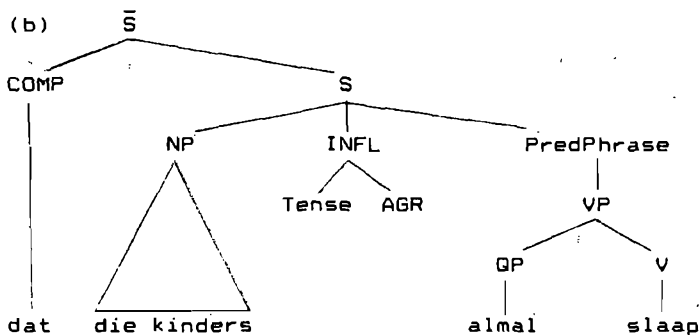 (b) S̄
COMP S
NP INFL PredPhrase
Tense AGR VP
QP V
dat die kinders almal slaap